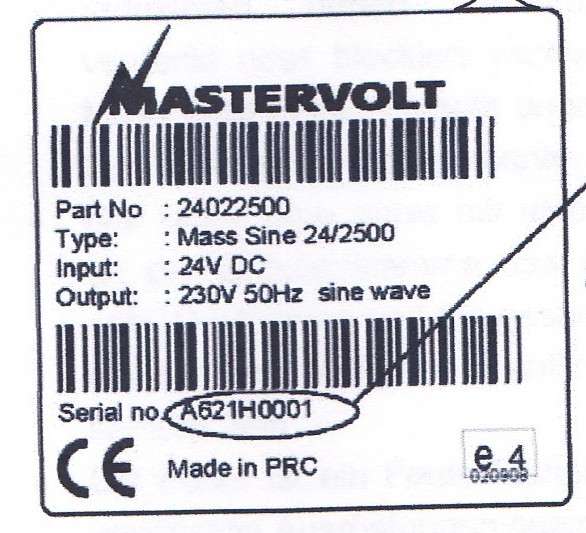 MASTERVOLT
Part No : 24022500
Type: : Mass Sine 24/2500
Input: : 24V DC
Output: : 230V 50Hz sine wave
Serial no. A621H0001
CE Made in PRC
e 4
020908